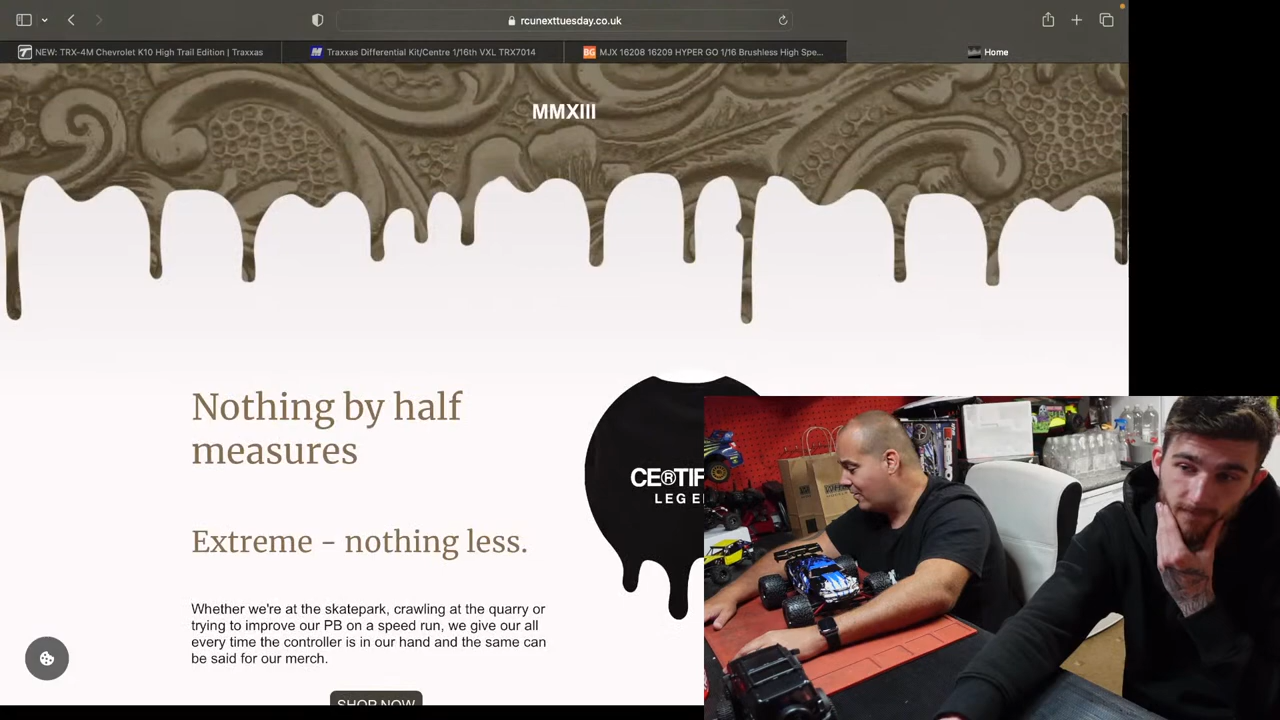 rcunexttuesday.co.uk
NEW: TRX-4M Chevrolet K10 High Trail Edition | Traxxas
Traxxas Differential Kit/Centre 1/16th VXL TRX7014
BG MJX 16208 16209 HYPER GO 1/16 Brushless High Spe...
Home
MMXIII
Nothing by half
measures
Extreme - nothing less.
CE®TIF
LEGE
Whether we're at the skatepark, crawling at the quarry or
trying to improve our PB on a speed run, we give our all
every time the controller is in our hand and the same can
be said for our merch.
SHOP NOW